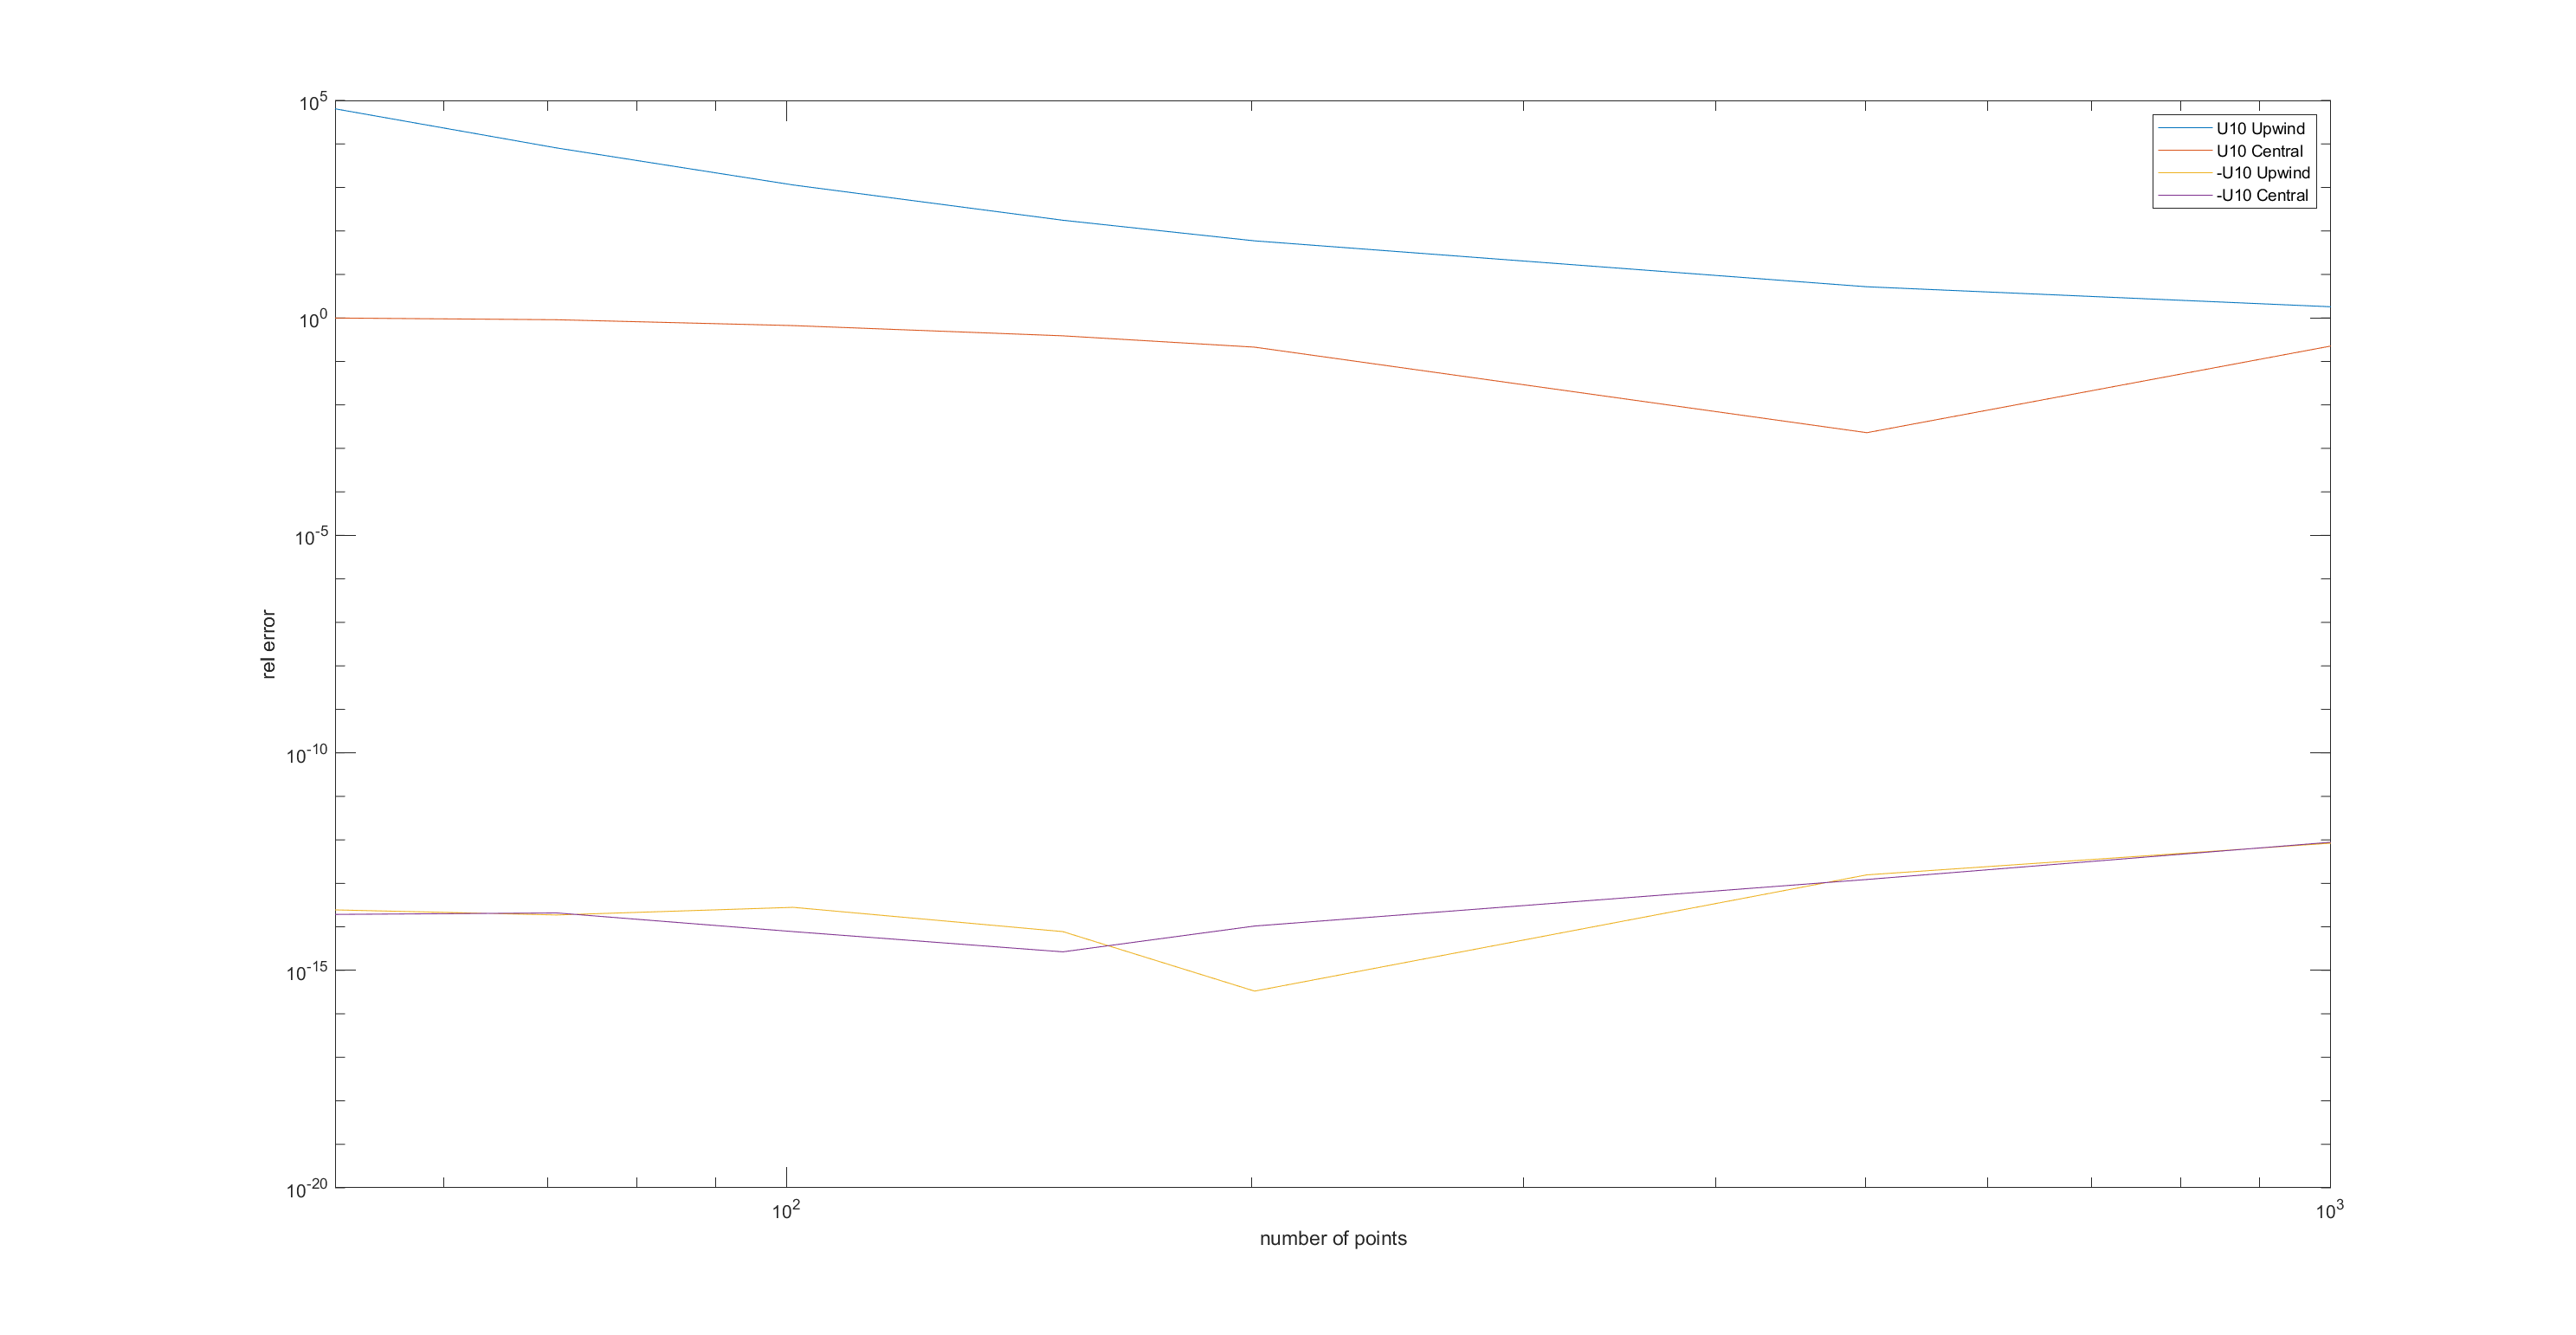 10^5
10^0
10^-5
10^-10
10^-15
10^-20
rel error
10^2
10^3
number of points
U10 Upwind
U10 Central
-U10 Upwind
-U10 Central